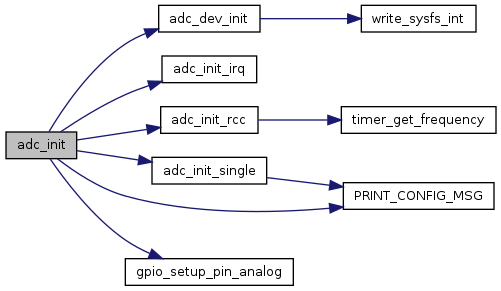 adc_dev_init
write_sysfs_int
adc_init_irq
adc_init_rcc
timer_get_frequency
adc_init
adc_init_single
PRINT_CONFIG_MSG
gpio_setup_pin_analog